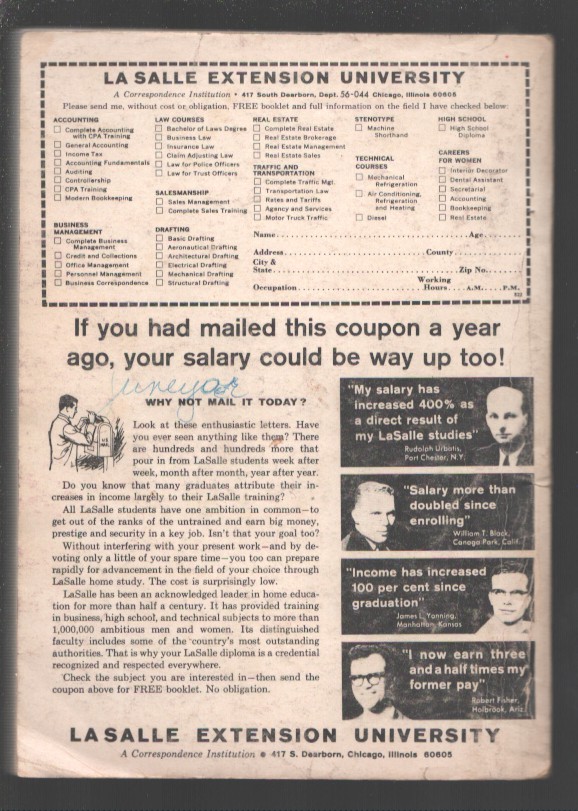 LA SALLE EXTENSION UNIVERSITY
A Correspondence Institution • 417 South Dearborn, Dept. 56-044 Chicago, Illinois 60605
Please send me, without cost or obligation, FREE booklet and full information on the field I have checked below:
ACCOUNTING
Complete Accounting
with CPA Training
General Accounting
Income Tax
Accounting Fundamentals
Auditing
Controllership
CPA Training
Modern Bookkeeping
BUSINESS
MANAGEMENT
Complete Business
Management
Credit and Collections
Office Management
Personnel Management
Business Correspondence
LAW COURSES
Bachelor of Laws Degree
Business Law
Insurance Law
Claim Adjusting Law
Law for Police Officers
Law for Trust Officers
SALESMANSHIP
Sales Management
Complete Sales Training
DRAFTING
Basic Drafting
Aeronautical Drafting
Architectural Drafting
Electrical Drafting
Mechanical Drafting
Structural Drafting
REAL ESTATE
Complete Real Estate
Real Estate Brokerage
Real Estate Management
Real Estate Sales
TRAFFIC AND
TRANSPORTATION
Complete Traffic Mgt.
Transportation Law
Rates and Tariffs
Agency and Services
Motor Truck Traffic
STENOTYPE
Machine
Shorthand
TECHNICAL
COURSES
Mechanical
Refrigeration
Air Conditioning,
Refrigeration
and Heating
Diesel
HIGH SCHOOL
High School
Diploma
CAREERS
FOR WOMEN
Interior Decorator
Dental Assistant
Secretarial
Accounting
Bookkeeping
Real Estate
Name Age
Address County
City &
State Zip No.
Working
Occupation Hours A.M. P.M.
If you had mailed this coupon a year
ago, your salary could be way up too!
WHY NOT MAIL IT TODAY?
Look at these enthusiastic letters. Have
you ever seen anything like them? There
are hundreds and hundreds more that
pour in from LaSalle students week after
week, month after month, year after year.
Do you know that many graduates attribute their in-
creases in income largely to their LaSalle training?
All LaSalle students have one ambition in common—to
get out of the ranks of the untrained and earn big money,
prestige and security in a key job. Isn't that your goal too?
Without interfering with your present work—and by de-
voting only a little of your spare time—you too can prepare
rapidly for advancement in the field of your choice through
LaSalle home study. The cost is surprisingly low.
LaSalle has been an acknowledged leader in home educa-
tion for more than half a century. It has provided training
in business, high school, and technical subjects to more than
1,000,000 ambitious men and women. Its distinguished
faculty includes some of the country's most outstanding
authorities. That is why your LaSalle diploma is a credential
recognized and respected everywhere.
Check the subject you are interested in—then send the
coupon above for FREE booklet. No obligation.
"My salary has
increased 400% as
a direct result of
my LaSalle studies"
Rudolph Urbatis,
Port Chester, N.Y.
"Salary more than
doubled since
enrolling"
William T. Black,
Canoga Park, Calif.
"Income has increased
100 per cent since
graduation"
James L. Yonning,
Manhattan, Kansas
"I now earn three
and a half times my
former pay"
Robert Fisher,
Holbrook, Ariz.
LA SALLE EXTENSION UNIVERSITY
A Correspondence Institution • 417 S. Dearborn, Chicago, Illinois 60605